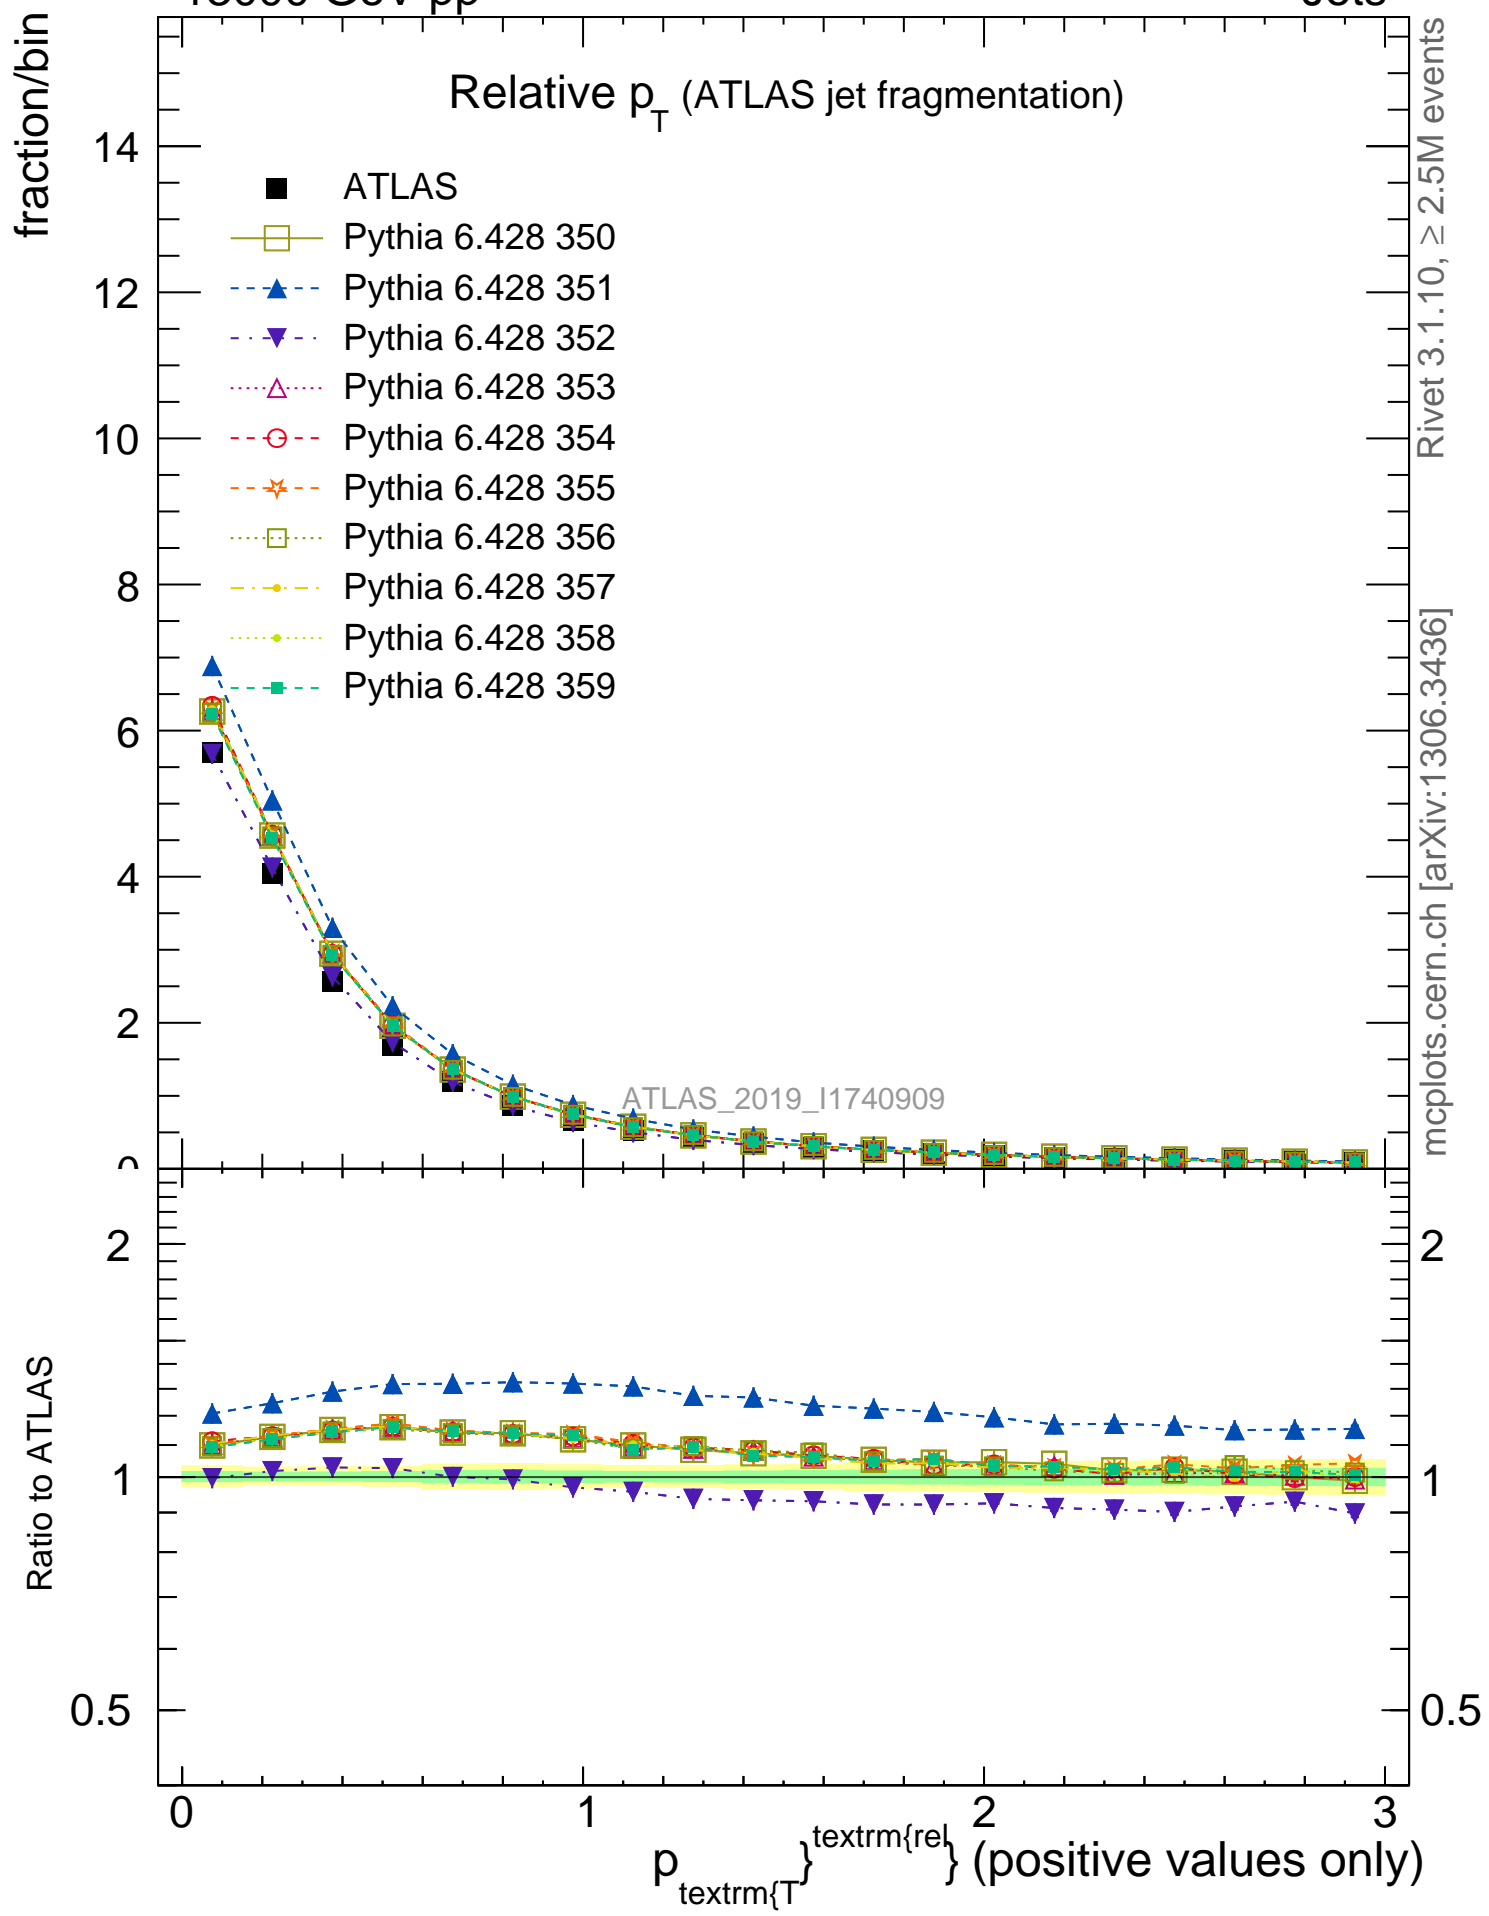 fraction/bin
Relative pT (ATLAS jet fragmentation)
ATLAS
Pythia 6.428 350
Pythia 6.428 351
Pythia 6.428 352
Pythia 6.428 353
Pythia 6.428 354
Pythia 6.428 355
Pythia 6.428 356
Pythia 6.428 357
Pythia 6.428 358
Pythia 6.428 359
14
12
10
8
6
4
2
0
ATLAS_2019_I1740909
Rivet 3.1.10, ≥ 2.5M events
mcplots.cern.ch [arXiv:1306.3436]
Ratio to ATLAS
2
1
0.5
2
1
0.5
0 1 2 3
p_textrm{T}^textrm{rel} (positive values only)